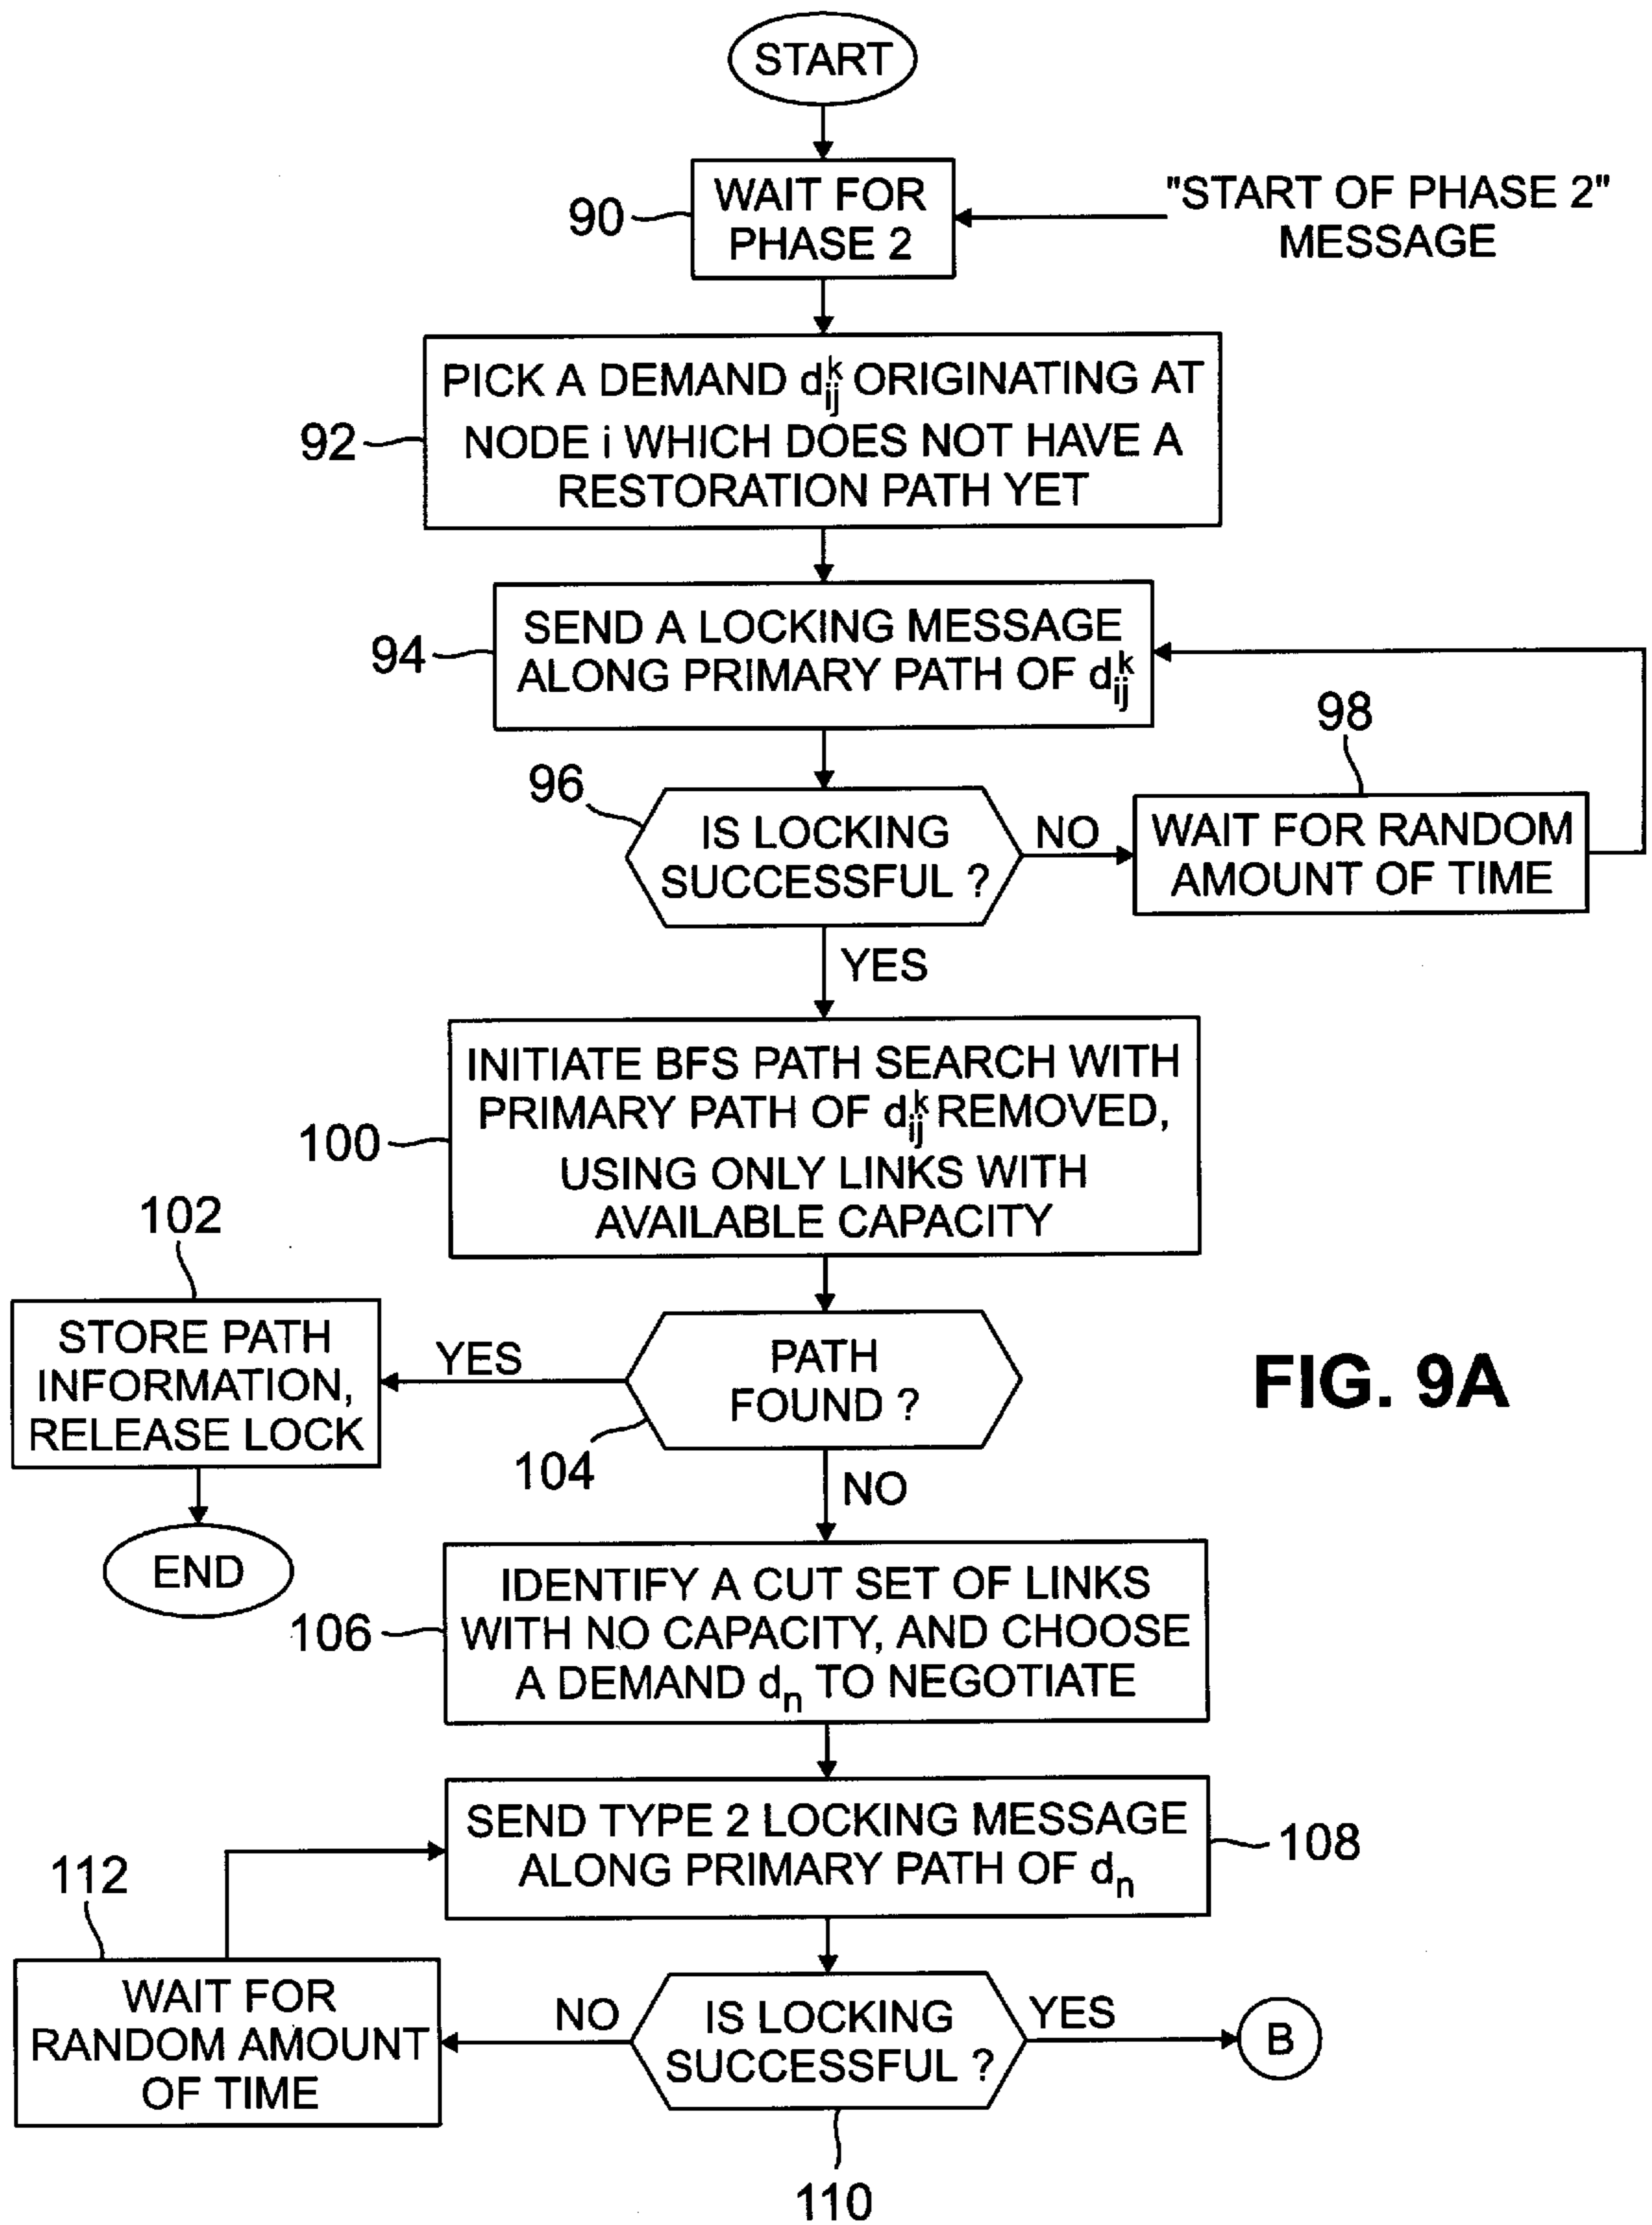 START
WAIT FOR
PHASE 2
90
"START OF PHASE 2"
MESSAGE
PICK A DEMAND d_ij^k ORIGINATING AT
NODE i WHICH DOES NOT HAVE A
RESTORATION PATH YET
92
SEND A LOCKING MESSAGE
ALONG PRIMARY PATH OF d_ij^k
94
96
IS LOCKING
SUCCESSFUL ?
NO
98
WAIT FOR RANDOM
AMOUNT OF TIME
YES
INITIATE BFS PATH SEARCH WITH
PRIMARY PATH OF d_ij^k REMOVED,
USING ONLY LINKS WITH
AVAILABLE CAPACITY
100
102
STORE PATH
INFORMATION,
RELEASE LOCK
YES
PATH
FOUND ?
104
FIG. 9A
NO
END
IDENTIFY A CUT SET OF LINKS
WITH NO CAPACITY, AND CHOOSE
A DEMAND d_n TO NEGOTIATE
106
SEND TYPE 2 LOCKING MESSAGE
ALONG PRIMARY PATH OF d_n
108
112
WAIT FOR
RANDOM AMOUNT
OF TIME
NO
IS LOCKING
SUCCESSFUL ?
YES
B
110